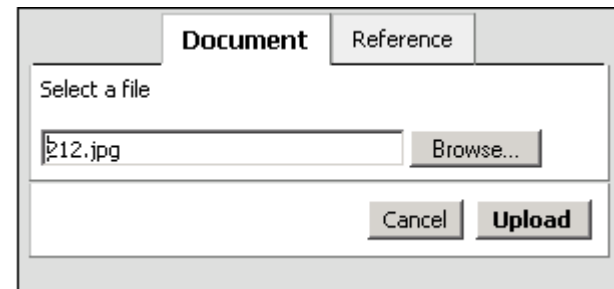 Document Reference
Select a file
212.jpg Browse...
Cancel Upload